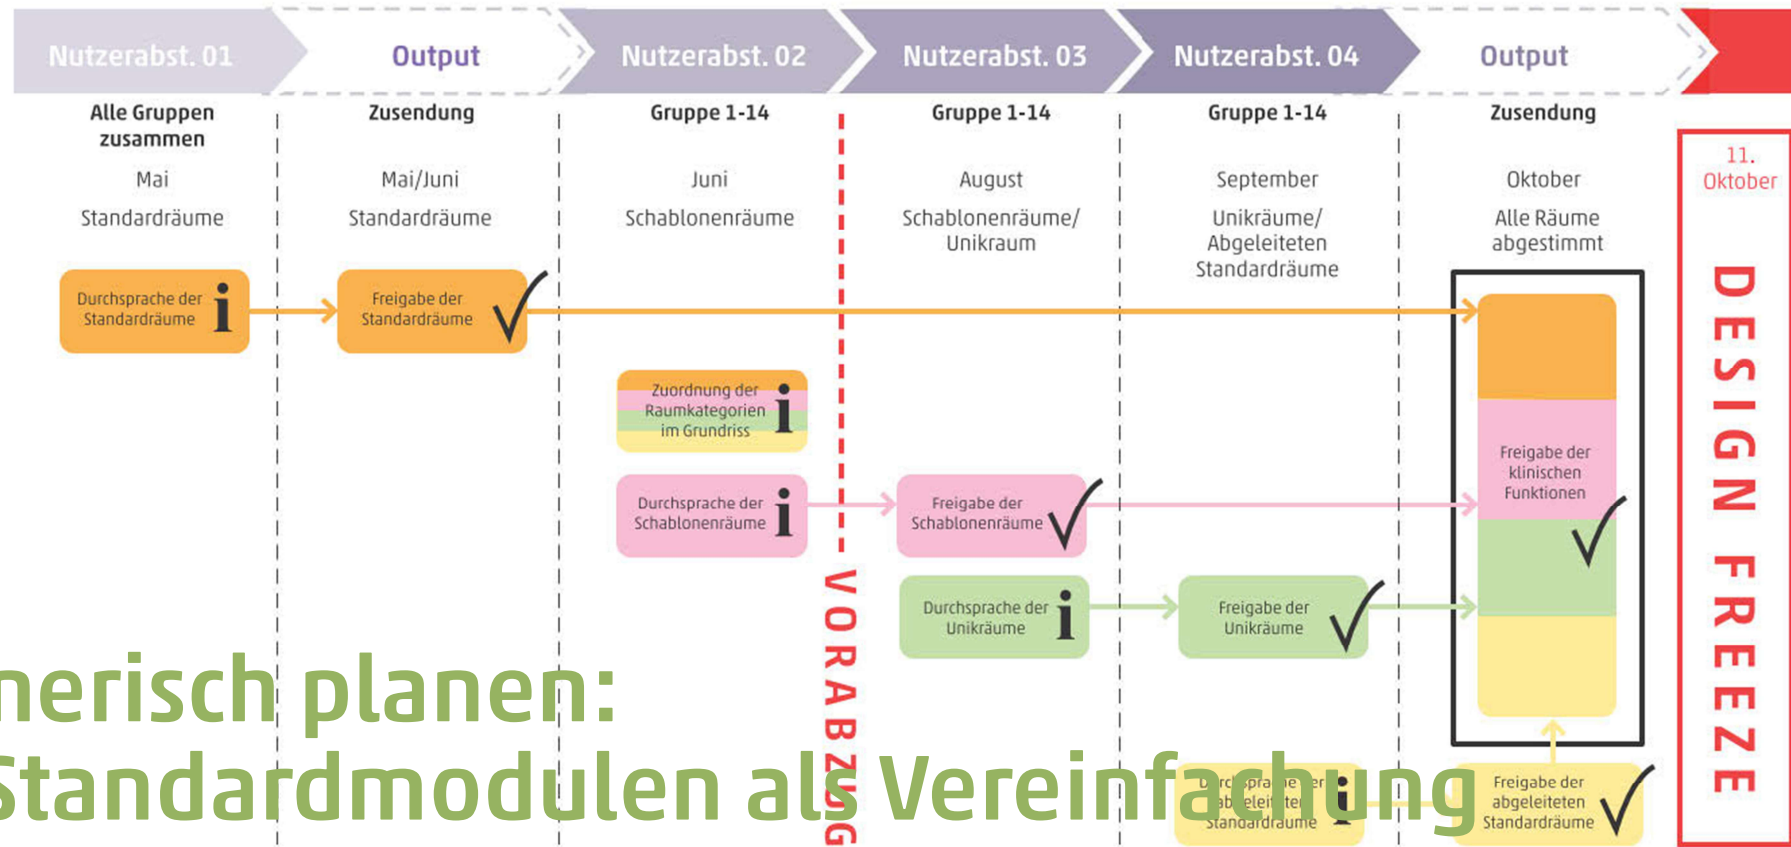 Nutzerabst. 01
Output
Nutzerabst. 02
Nutzerabst. 03
Nutzerabst. 04
Output
Alle Gruppen
zusammen
Mai
Standardräume
Zusendung
Mai/Juni
Standardräume
Gruppe 1-14
Juni
Schablonenräume
Gruppe 1-14
August
Schablonenräume/
Unikraum
Gruppe 1-14
September
Unikräume/
Abgeleiteten
Standardräume
Zusendung
Oktober
Alle Räume
abgestimmt
11.
Oktober
Durchsprache der
Standardräume
i
Freigabe der
Standardräume
Zuordnung der
Raumkategorien
im Grundriss
i
Durchsprache der
Schablonenräume
i
Freigabe der
Schablonenräume
Freigabe der
klinischen
Funktionen
Durchsprache der
Unikräume
i
Freigabe der
Unikräume
VORABZUG
Durchsprache der
abgeleiteten
Standardräume
i
Freigabe der
abgeleiteten
Standardräume
DESIGN FREEZE
nerisch planen:
Standardmodulen als Vereinfachung